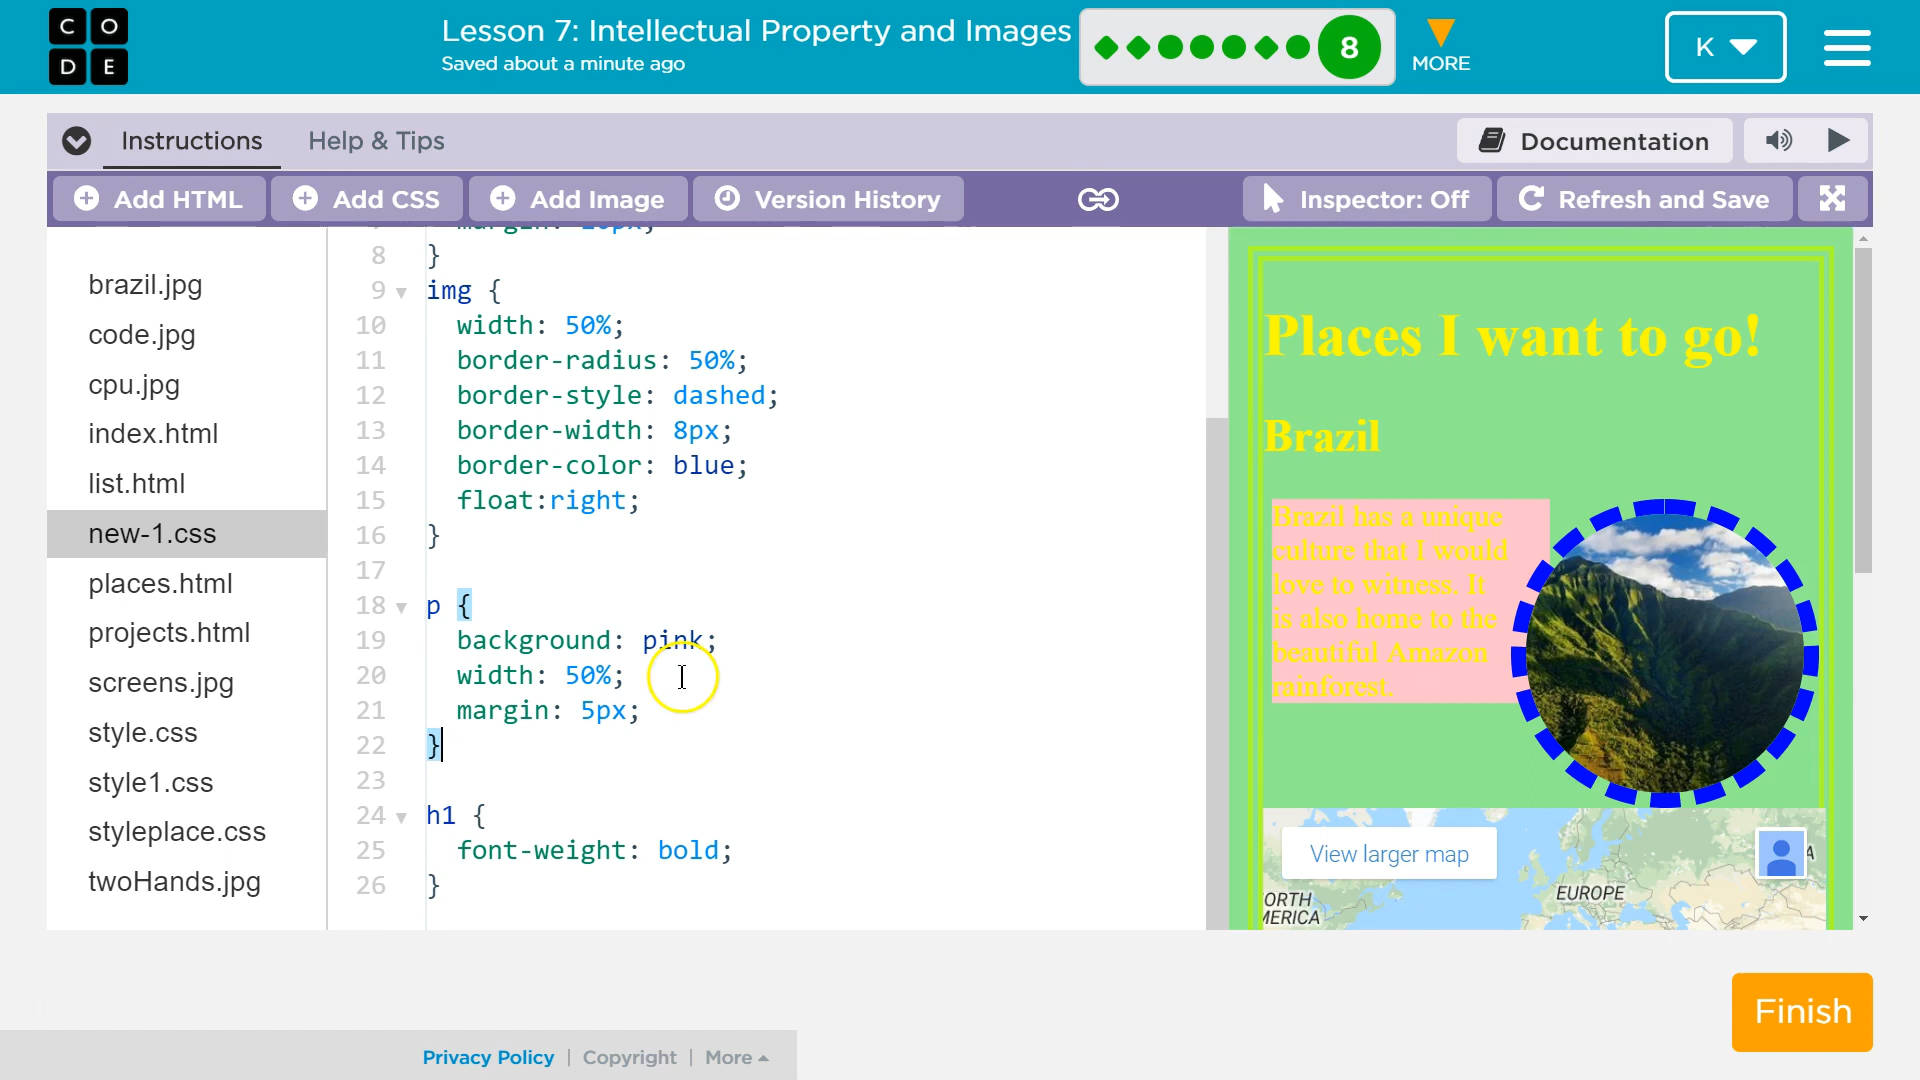 CODE
Lesson 7: Intellectual Property and Images
Saved about a minute ago
8
MORE
K
Instructions
Help & Tips
Documentation
Add HTML
Add CSS
Add Image
Version History
Inspector: Off
Refresh and Save
brazil.jpg
code.jpg
cpu.jpg
index.html
list.html
new-1.css
places.html
projects.html
screens.jpg
style.css
style1.css
styleplace.css
twoHands.jpg
8 }
9 img {
10 width: 50%;
11 border-radius: 50%;
12 border-style: dashed;
13 border-width: 8px;
14 border-color: blue;
15 float:right;
16 }
17
18 p {
19 background: pink;
20 width: 50%;
21 margin: 5px;
22 }
23
24 h1 {
25 font-weight: bold;
26 }
Places I want to go!
Brazil
Brazil has a unique
culture that I would
love to witness. It
is also home to the
beautiful Amazon
rainforest.
View larger map
EUROPE
ORTH
MERICA
A
Finish
Privacy Policy | Copyright | More